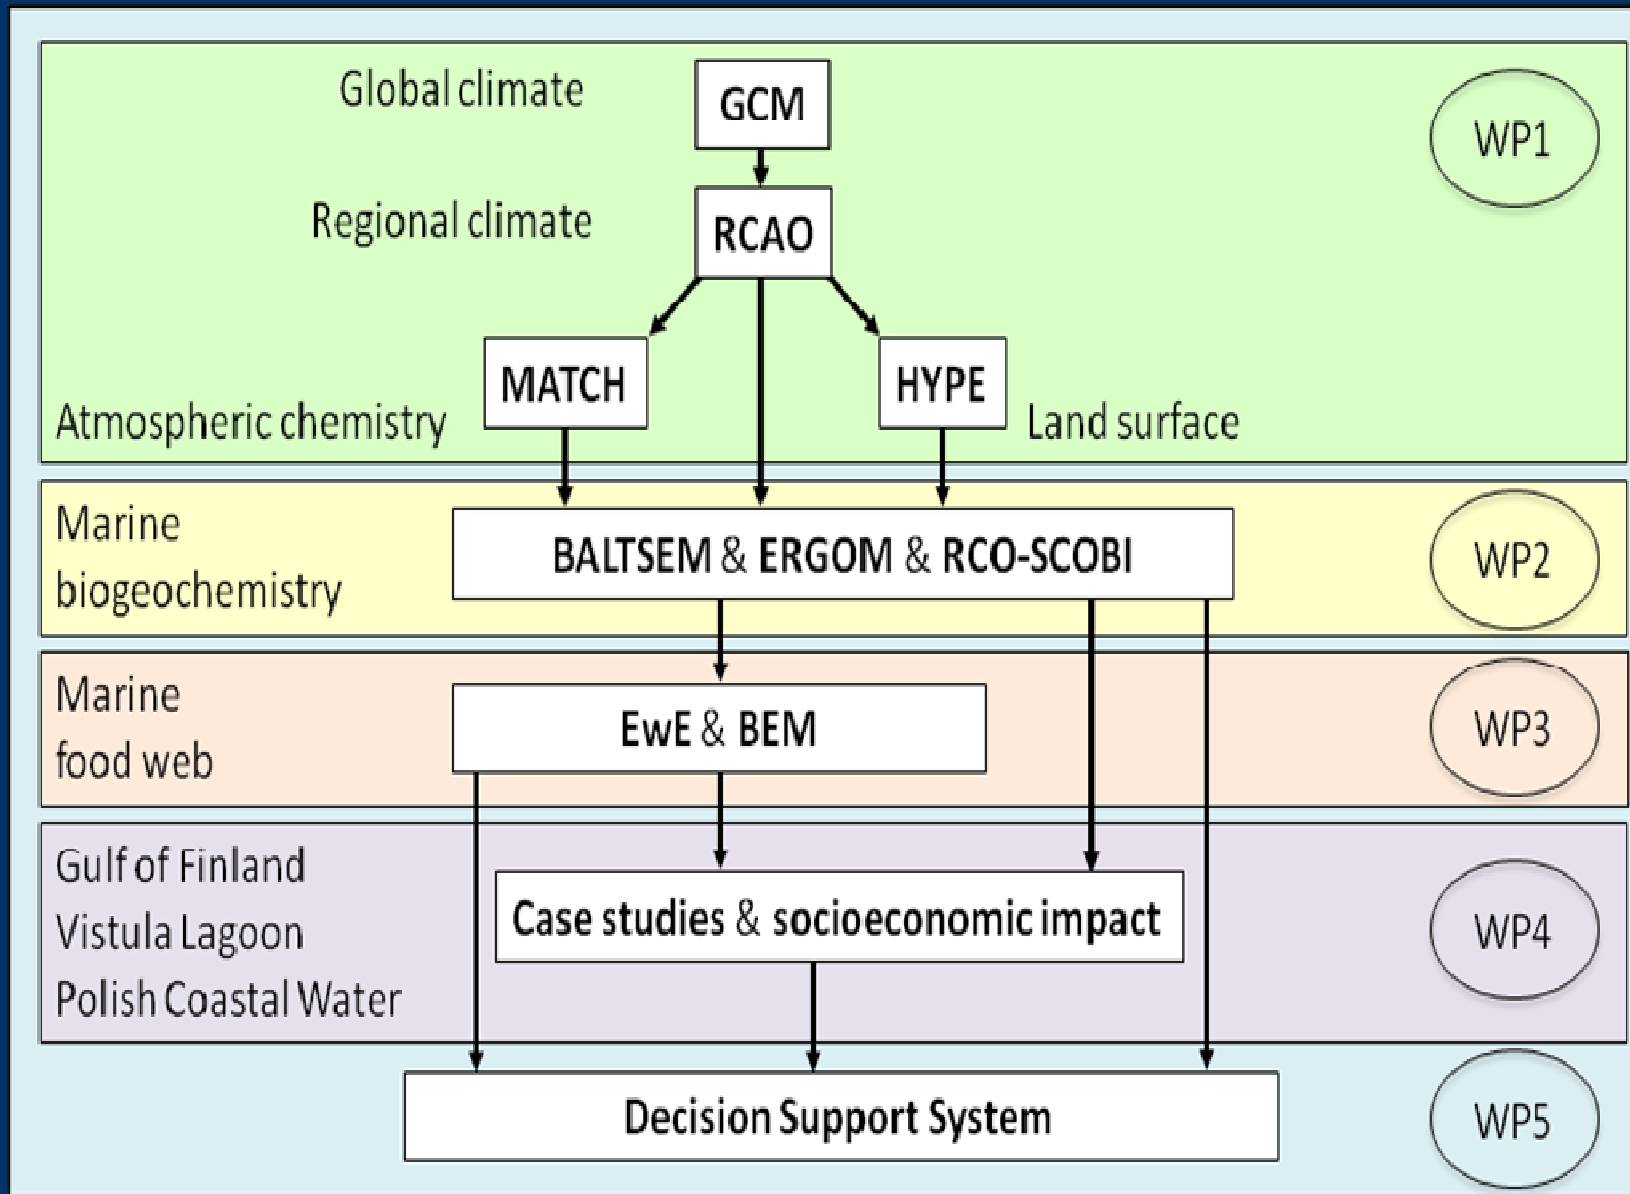 Global climate
GCM
WP1
Regional climate
RCAO
MATCH
HYPE
Atmospheric chemistry
Land surface
Marine
biogeochemistry
BALTSEM & ERGOM & RCO-SCOBI
WP2
Marine
food web
EwE & BEM
WP3
Gulf of Finland
Vistula Lagoon
Polish Coastal Water
Case studies & socioeconomic impact
WP4
Decision Support System
WP5